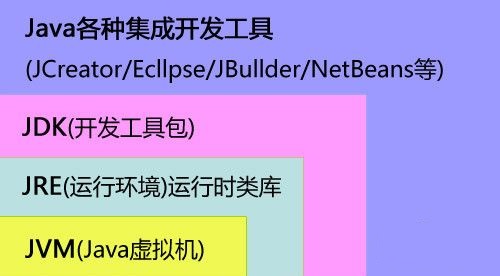 Java各种集成开发工具
(JCreator/Ecllpse/JBullder/NetBeans等)
JDK(开发工具包)
JRE(运行环境)运行时类库
JVM(Java虚拟机)